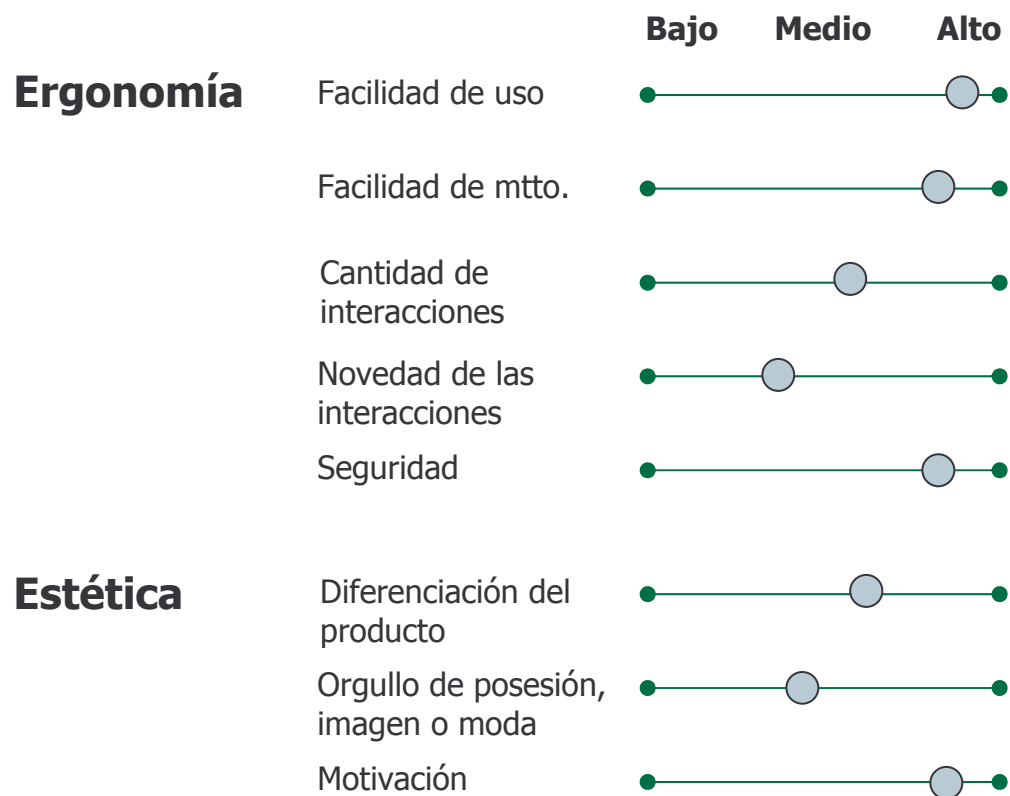 Bajo Medio Alto
Ergonomía
Facilidad de uso
Facilidad de mtto.
Cantidad de
interacciones
Novedad de las
interacciones
Seguridad
Estética
Diferenciación del
producto
Orgullo de posesión,
imagen o moda
Motivación